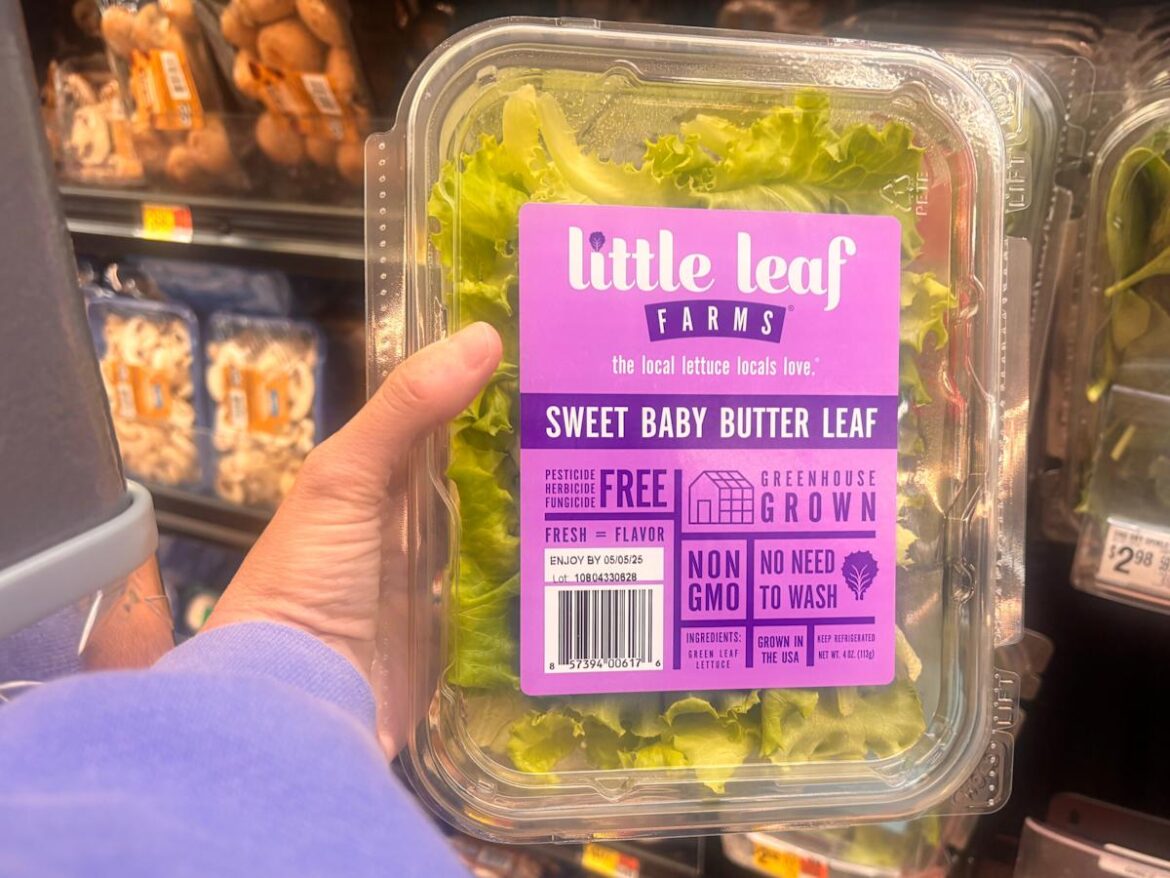 little leaf
FARMS®
the local lettuce locals love.®
SWEET BABY BUTTER LEAF
PESTICIDE
HERBICIDE
FUNGICIDE
FREE
GREENHOUSE
GROWN
FRESH = FLAVOR
ENJOY BY 05/05/25
Lot: 10804330628
8 57394 00617 6
NON
GMO
NO NEED
TO WASH
INGREDIENTS:
GREEN LEAF
LETTUCE
GROWN IN
THE USA
KEEP REFRIGERATED
NET WT. 4 OZ. (113g)
PETE
LIFT
LIFT
$2.98